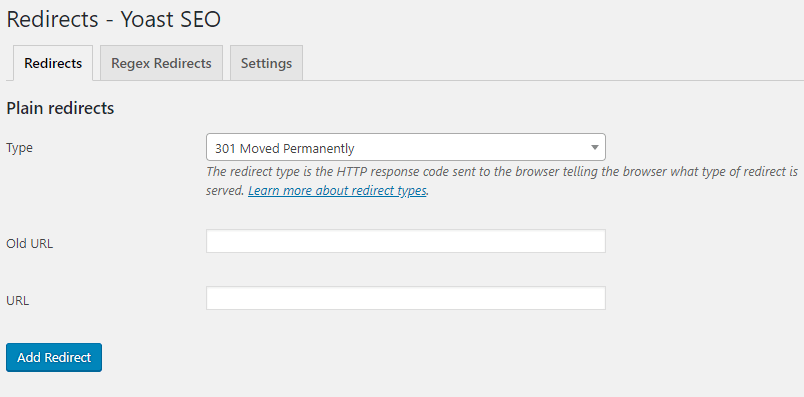 Redirects - Yoast SEO
Redirects
Regex Redirects
Settings
Plain redirects
Type
301 Moved Permanently
The redirect type is the HTTP response code sent to the browser telling the browser what type of redirect is
served. Learn more about redirect types.
Old URL
URL
Add Redirect